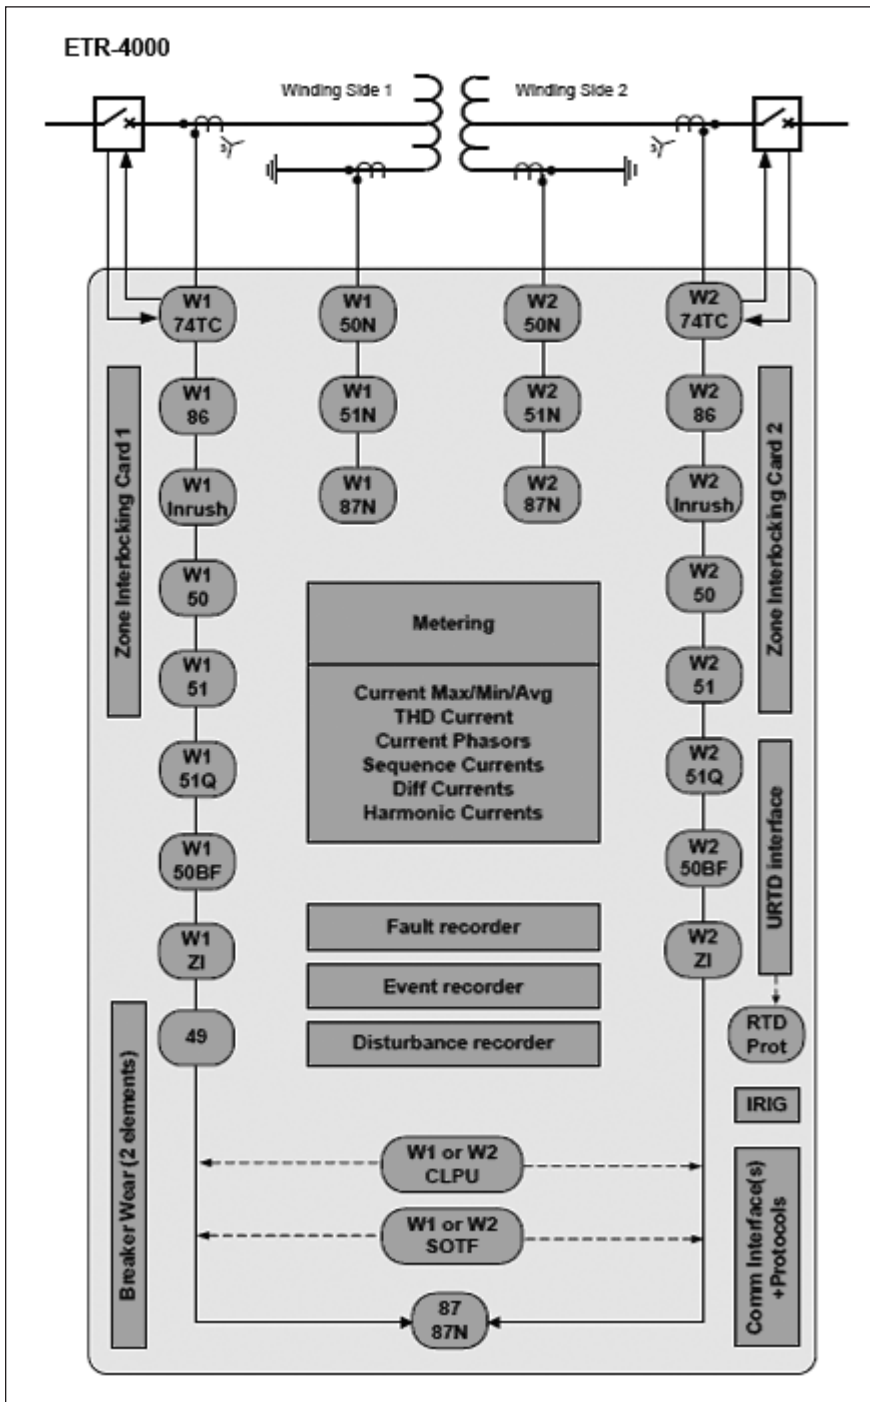 ETR-4000
Winding Side 1
Winding Side 2
W1
74TC
W1
50N
W2
50N
W2
74TC
W1
86
W1
51N
W2
51N
W2
86
W1
Inrush
W1
87N
W2
87N
W2
Inrush
W1
50
W2
50
W1
51
W2
51
W1
51Q
W2
51Q
W1
50BF
W2
50BF
W1
ZI
W2
ZI
49
Zone Interlocking Card 1
Zone Interlocking Card 2
Metering
Current Max/Min/Avg
THD Current
Current Phasors
Sequence Currents
Diff Currents
Harmonic Currents
URTD interface
Fault recorder
Event recorder
Disturbance recorder
RTD
Prot
IRIG
Breaker Wear (2 elements)
W1 or W2
CLPU
W1 or W2
SOTF
87
87N
Comm Interface(s)
+Protocols